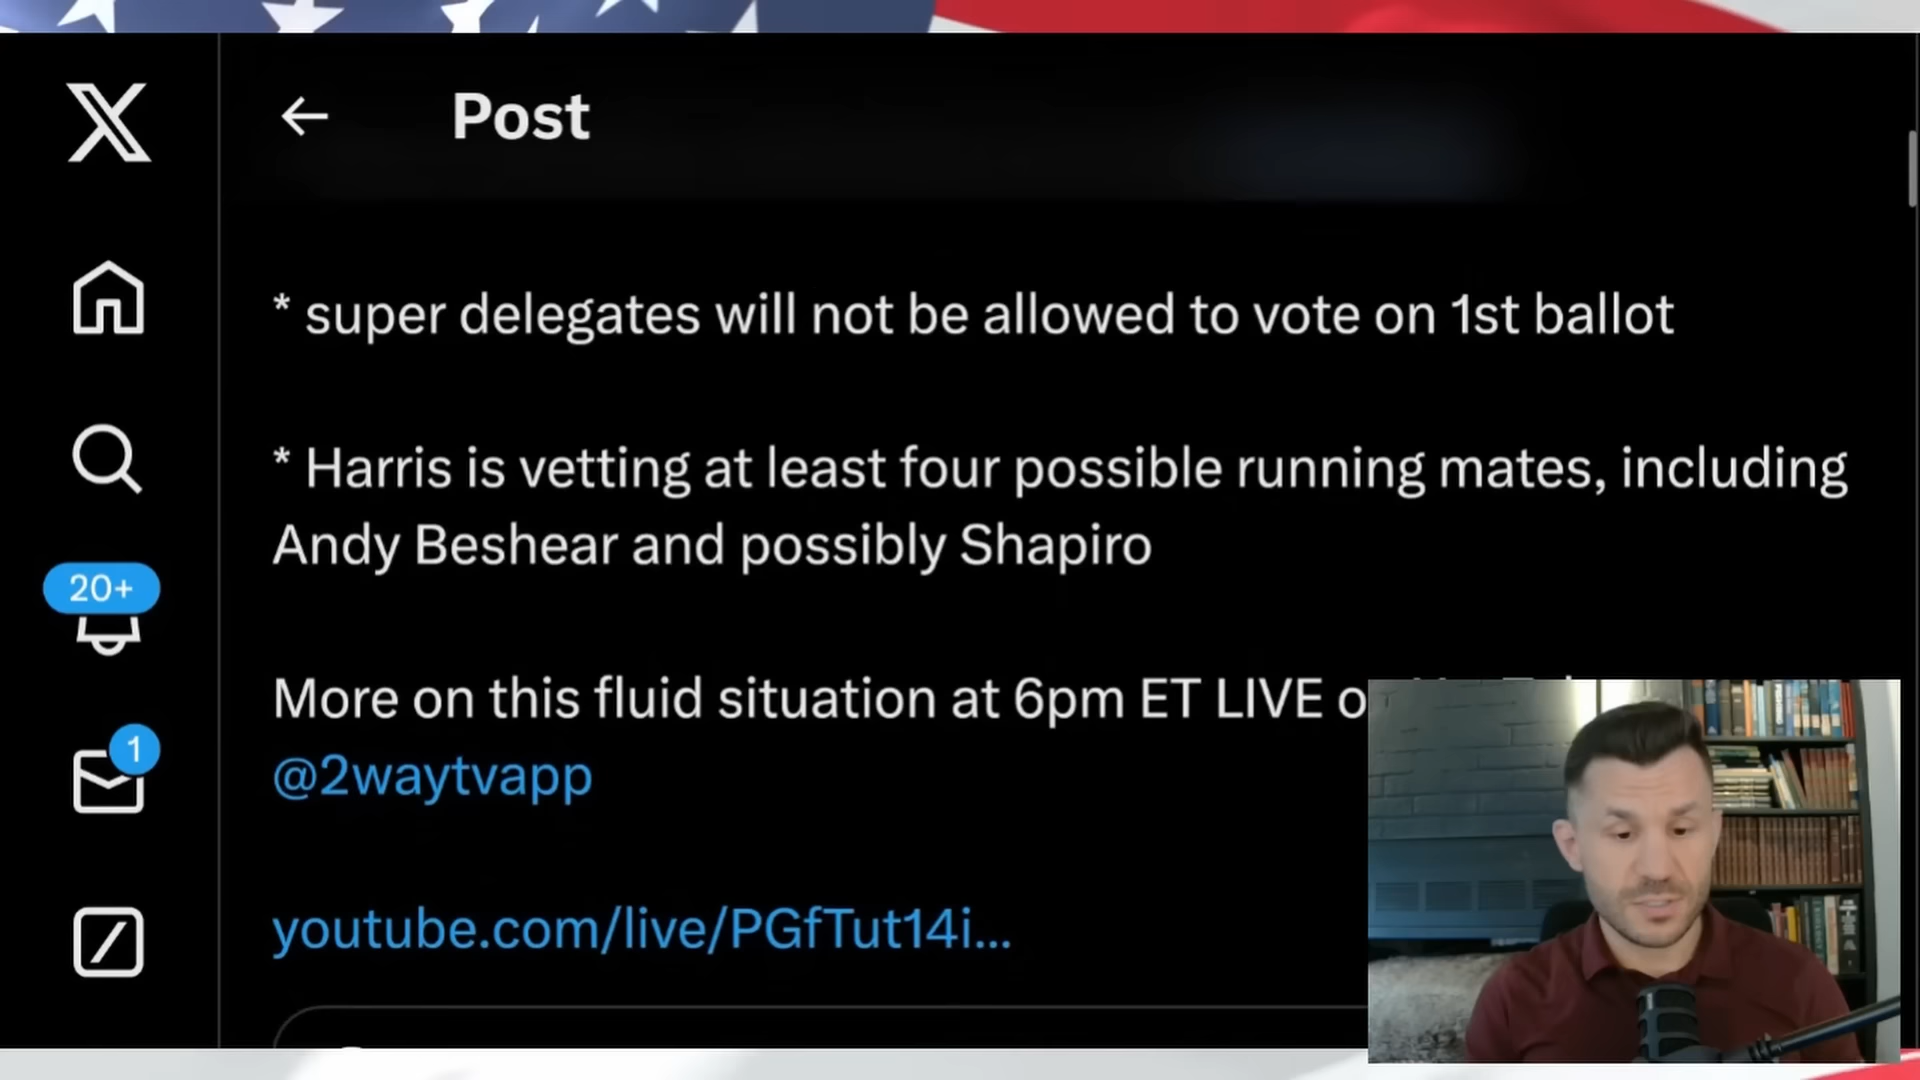 Post
* super delegates will not be allowed to vote on 1st ballot
* Harris is vetting at least four possible running mates, including
Andy Beshear and possibly Shapiro
20+
More on this fluid situation at 6pm ET LIVE
1
@2waytvapp
youtube.com/live/PGfTut14i...